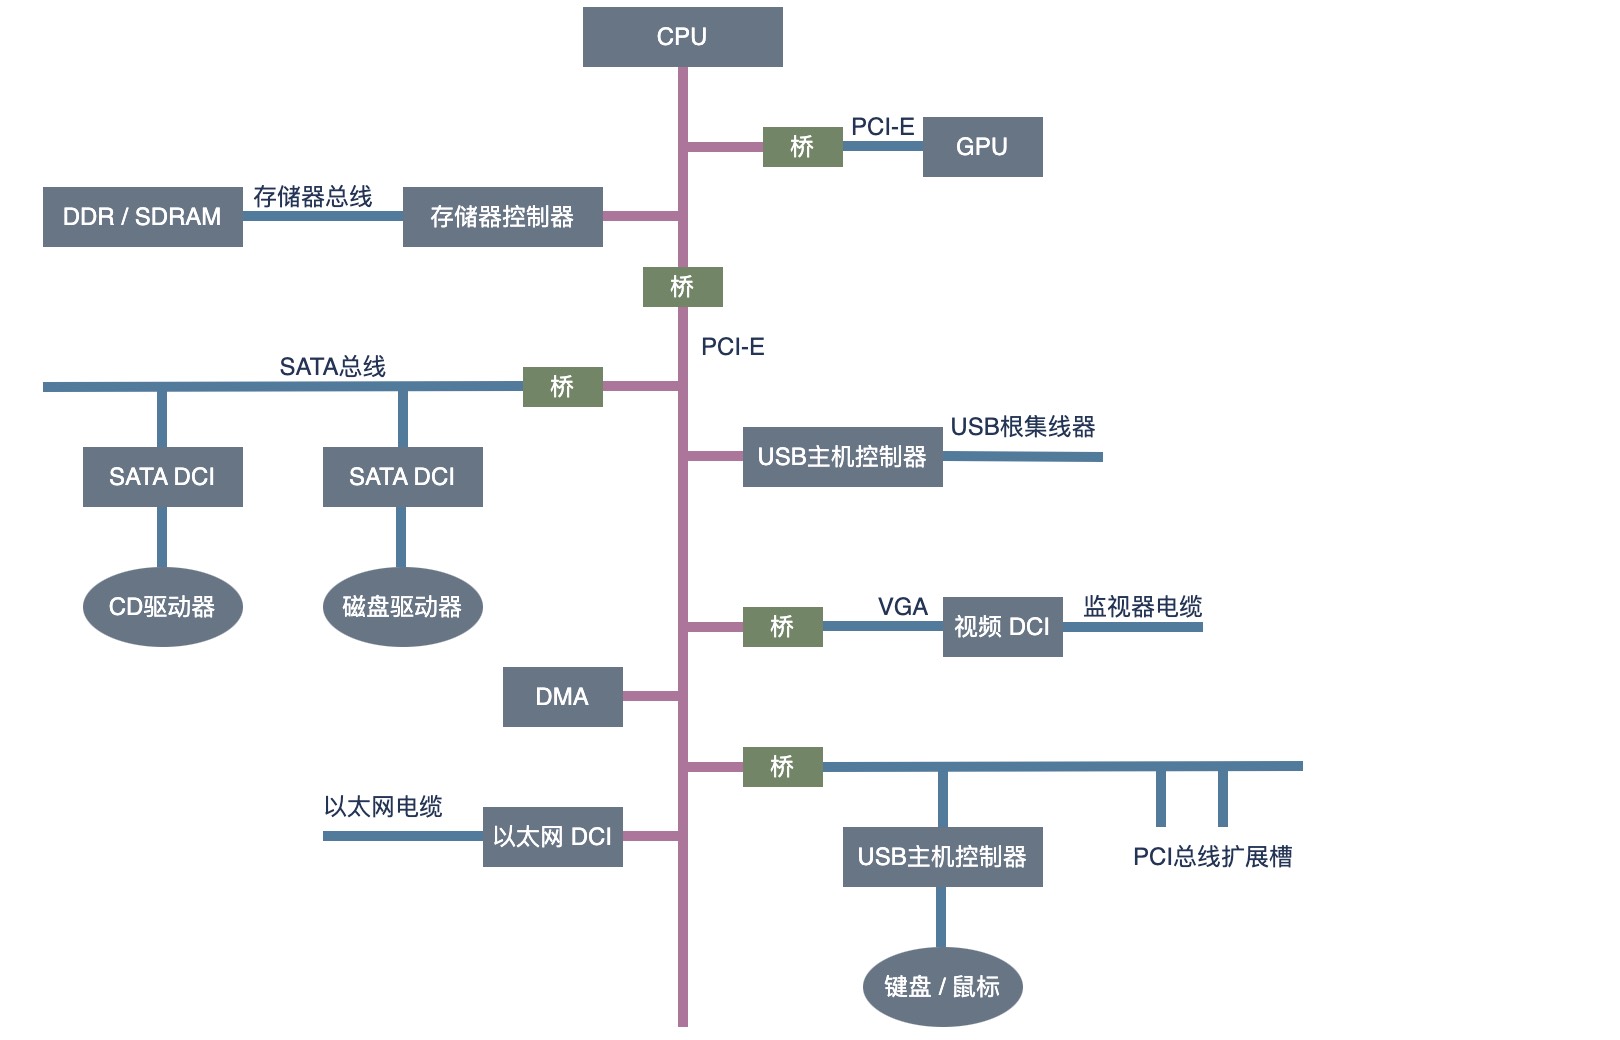 CPU
桥
PCI-E
GPU
DDR / SDRAM
存储器总线
存储器控制器
桥
PCI-E
SATA总线
桥
USB主机控制器
USB根集线器
SATA DCI
SATA DCI
CD驱动器
磁盘驱动器
桥
VGA
视频 DCI
监视器电缆
DMA
桥
以太网电缆
以太网 DCI
USB主机控制器
PCI总线扩展槽
键盘 / 鼠标